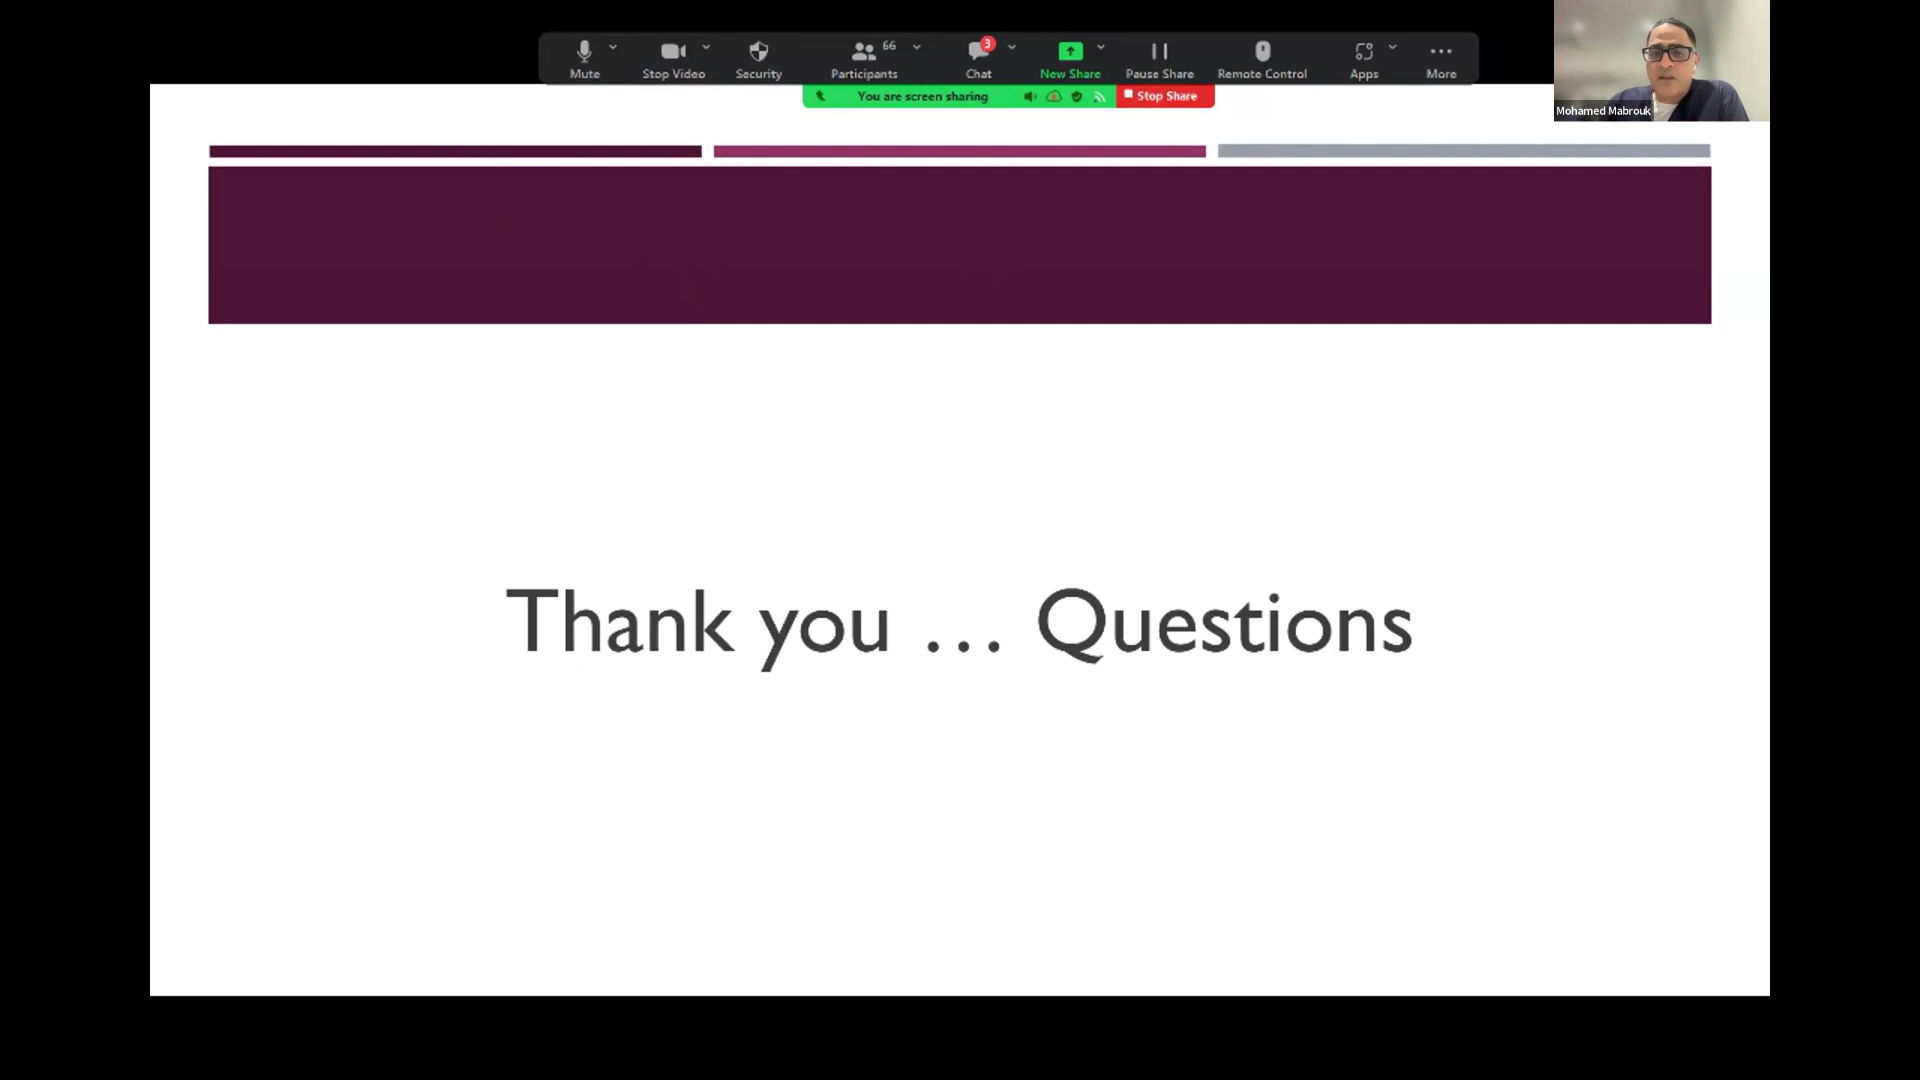 66
3
Mute
Stop Video
Security
Participants
Chat
New Share
Pause Share
Remote Control
Apps
More
You are screen sharing
Stop Share
Mohamed Mabrouk
Thank you … Questions